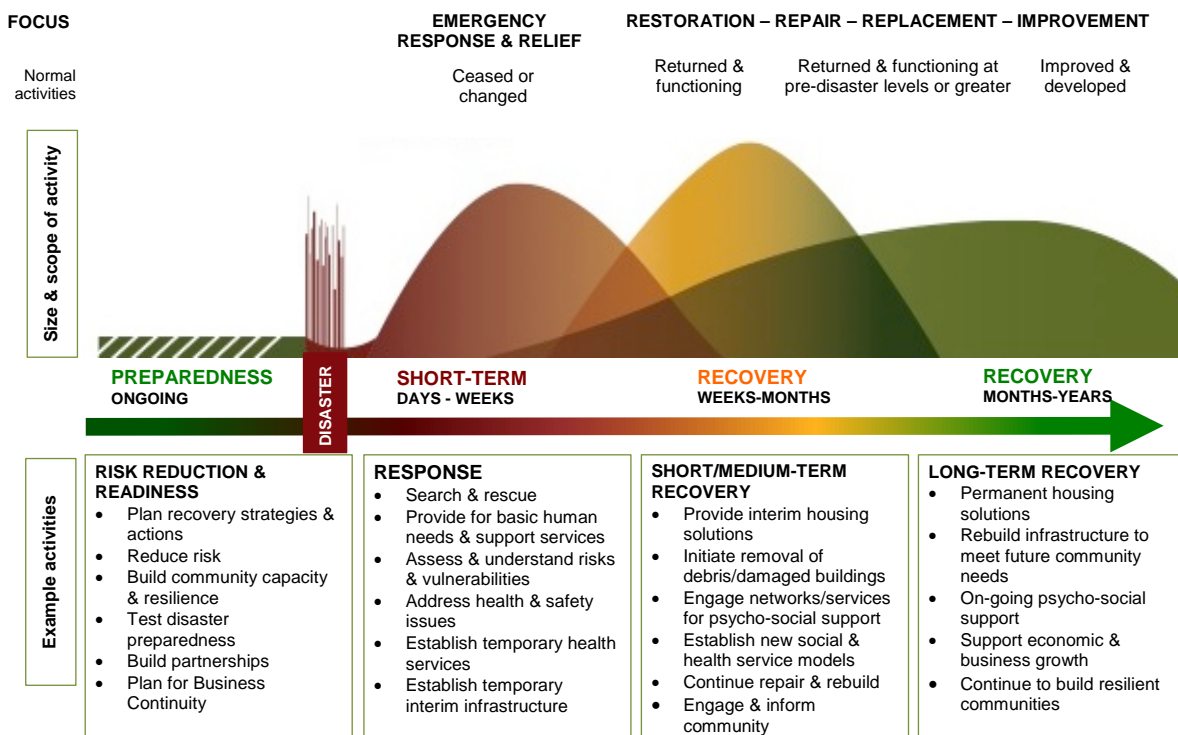 FOCUS
EMERGENCY
RESPONSE & RELIEF
RESTORATION – REPAIR – REPLACEMENT – IMPROVEMENT
Normal
activities
Ceased or
changed
Returned &
functioning
Returned & functioning at
pre-disaster levels or greater
Improved &
developed
Size & scope of activity
PREPAREDNESS
ONGOING
DISASTER
SHORT-TERM
DAYS - WEEKS
RECOVERY
WEEKS-MONTHS
RECOVERY
MONTHS-YEARS
Example activities
RISK REDUCTION &
READINESS
• Plan recovery strategies &
actions
• Reduce risk
• Build community capacity
& resilience
• Test disaster
preparedness
• Build partnerships
• Plan for Business
Continuity
RESPONSE
• Search & rescue
• Provide for basic human
needs & support services
• Assess & understand risks
& vulnerabilities
• Address health & safety
issues
• Establish temporary health
services
• Establish temporary
interim infrastructure
SHORT/MEDIUM-TERM
RECOVERY
• Provide interim housing
solutions
• Initiate removal of
debris/damaged buildings
• Engage networks/services
for psycho-social support
• Establish new social &
health service models
• Continue repair & rebuild
• Engage & inform
community
LONG-TERM RECOVERY
• Permanent housing
solutions
• Rebuild infrastructure to
meet future community
needs
• On-going psycho-social
support
• Support economic &
business growth
• Continue to build resilient
communities